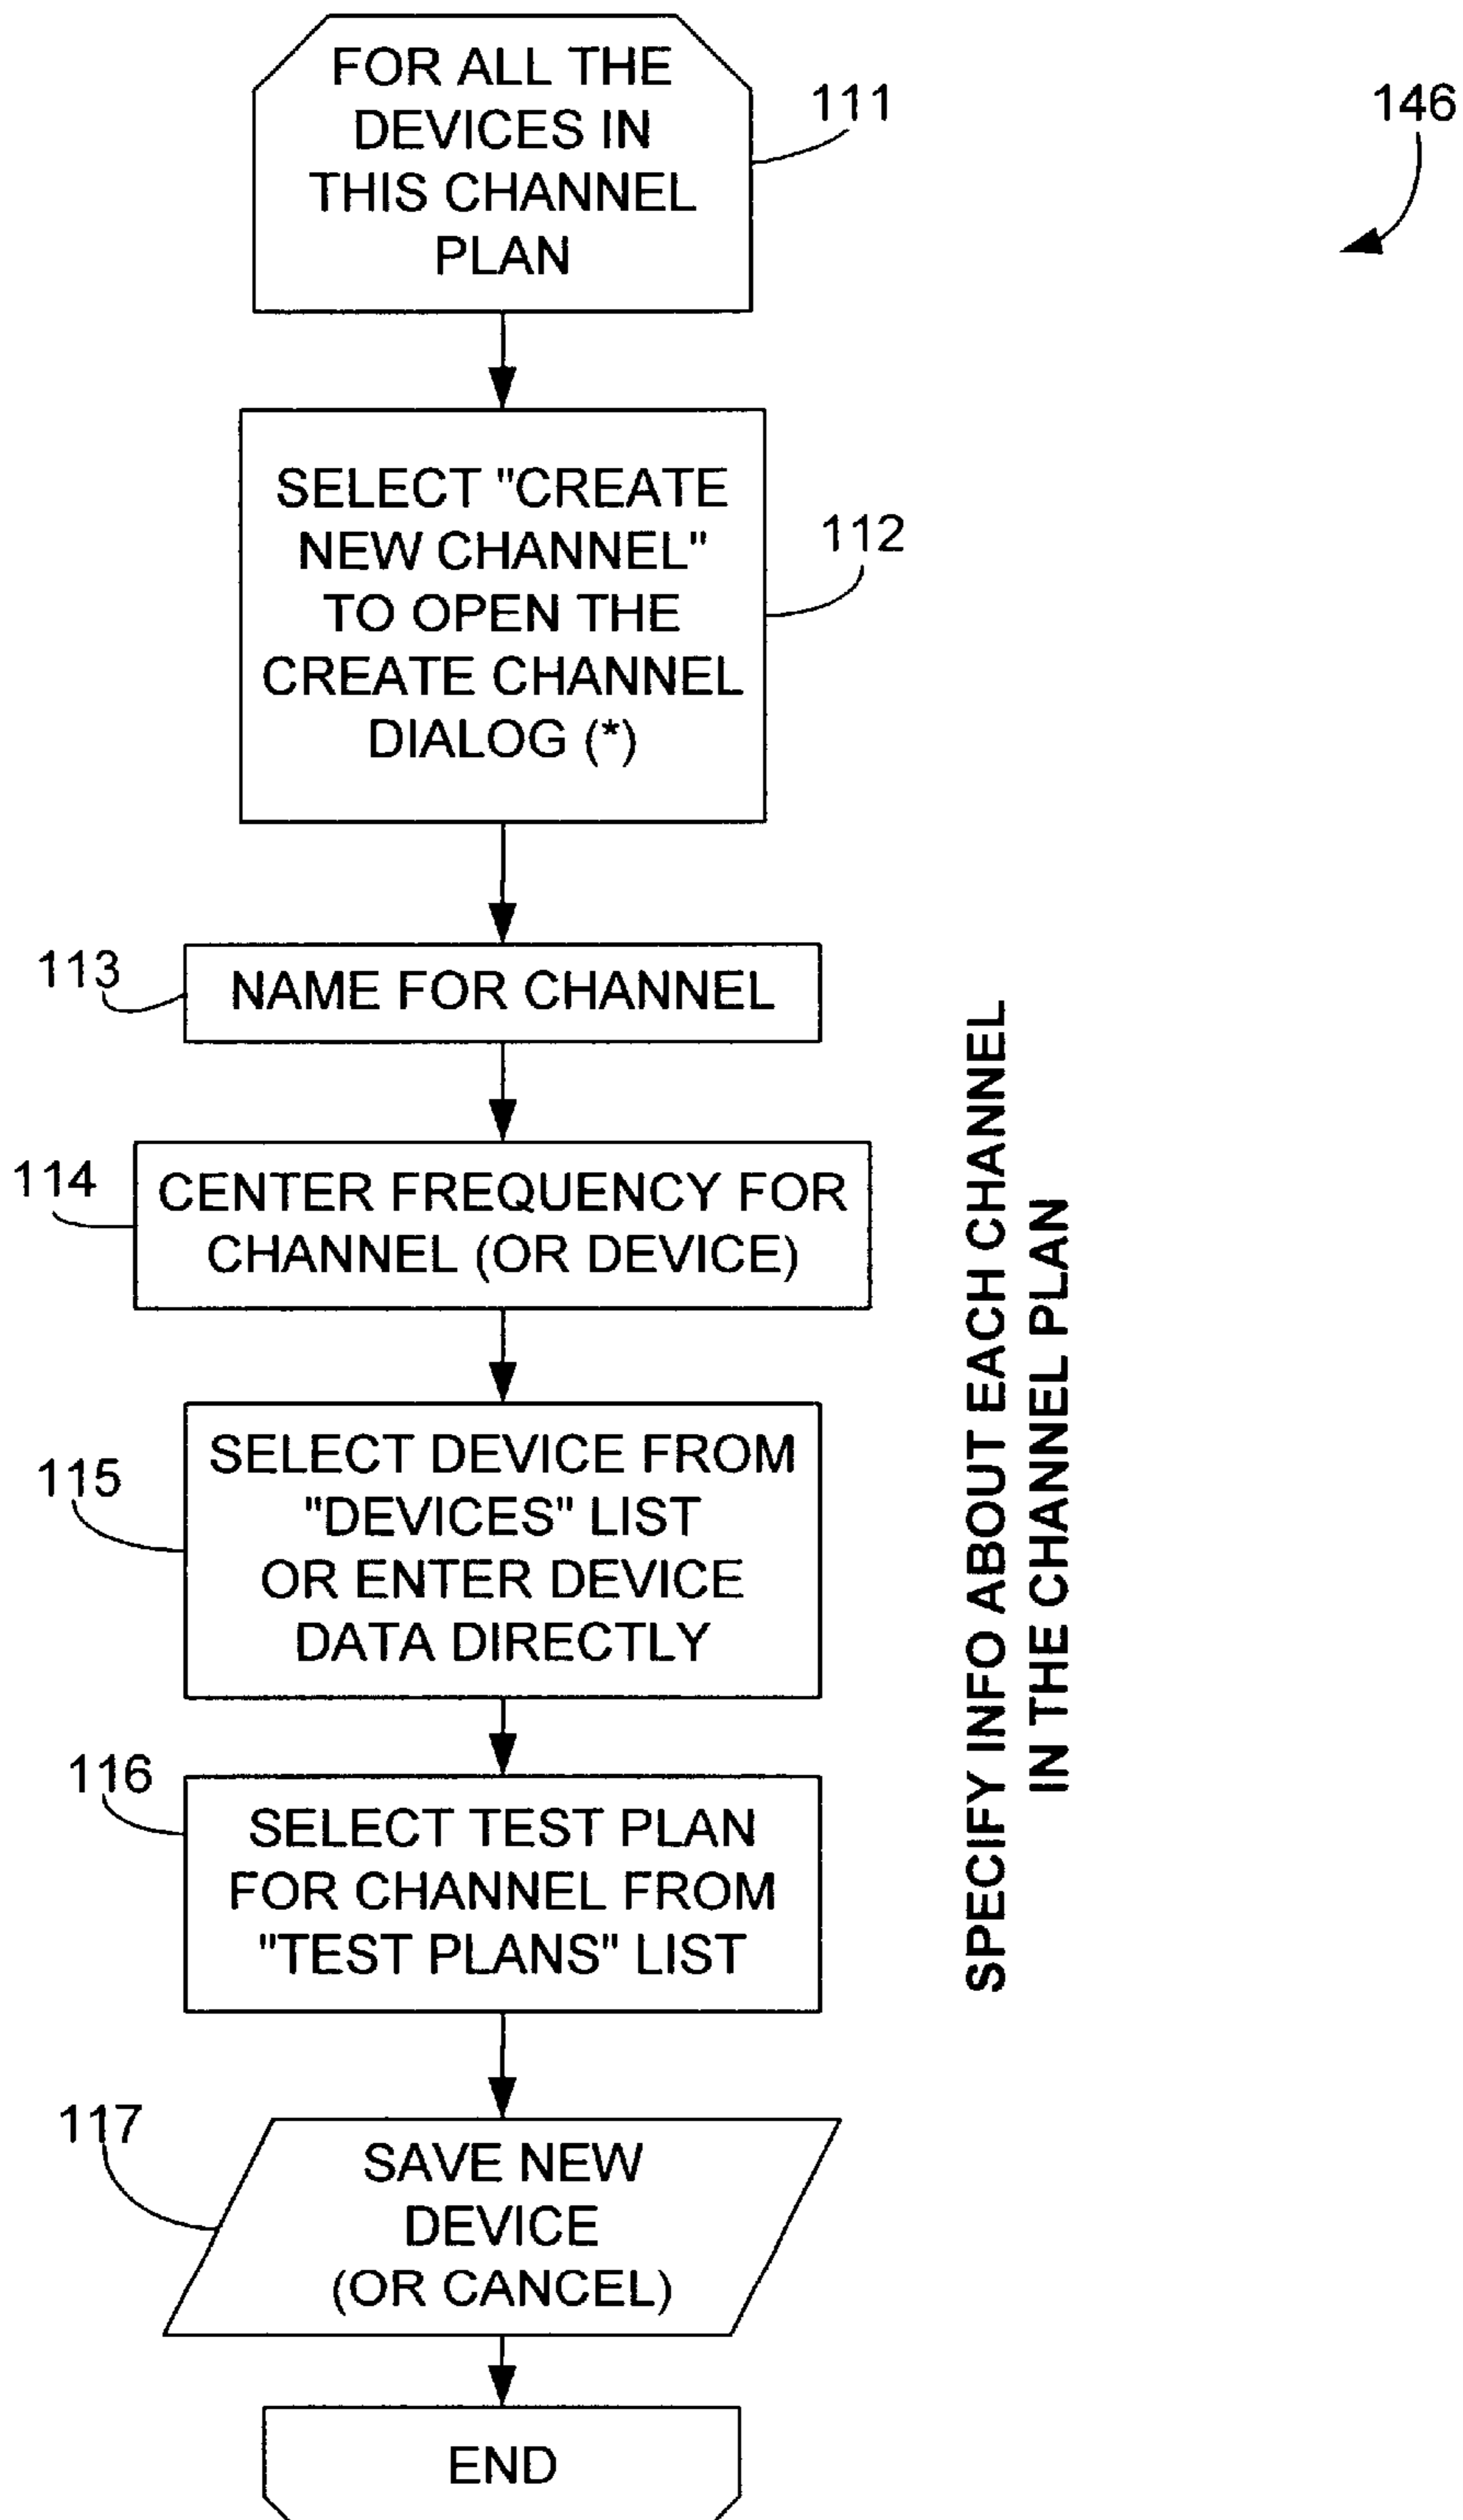 FOR ALL THE
DEVICES IN
THIS CHANNEL
PLAN
111
146
SELECT "CREATE
NEW CHANNEL"
TO OPEN THE
CREATE CHANNEL
DIALOG (*)
112
113
NAME FOR CHANNEL
114
CENTER FREQUENCY FOR
CHANNEL (OR DEVICE)
115
SELECT DEVICE FROM
"DEVICES" LIST
OR ENTER DEVICE
DATA DIRECTLY
116
SELECT TEST PLAN
FOR CHANNEL FROM
"TEST PLANS" LIST
117
SAVE NEW
DEVICE
(OR CANCEL)
END
SPECIFY INFO ABOUT EACH CHANNEL
IN THE CHANNEL PLAN